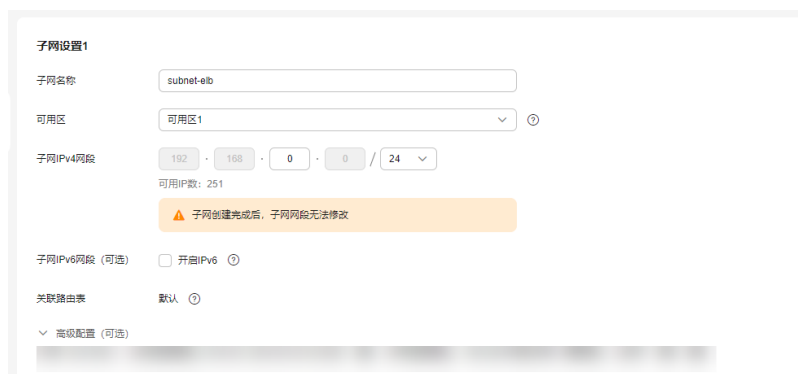 子网设置1
子网名称 subnet-elb
可用区 可用区1
子网IPv4网段 192 · 168 · 0 · 0 / 24
可用IP数: 251
子网创建完成后，子网网段无法修改
子网IPv6网段（可选） 开启IPv6
关联路由表 默认
高级配置（可选）